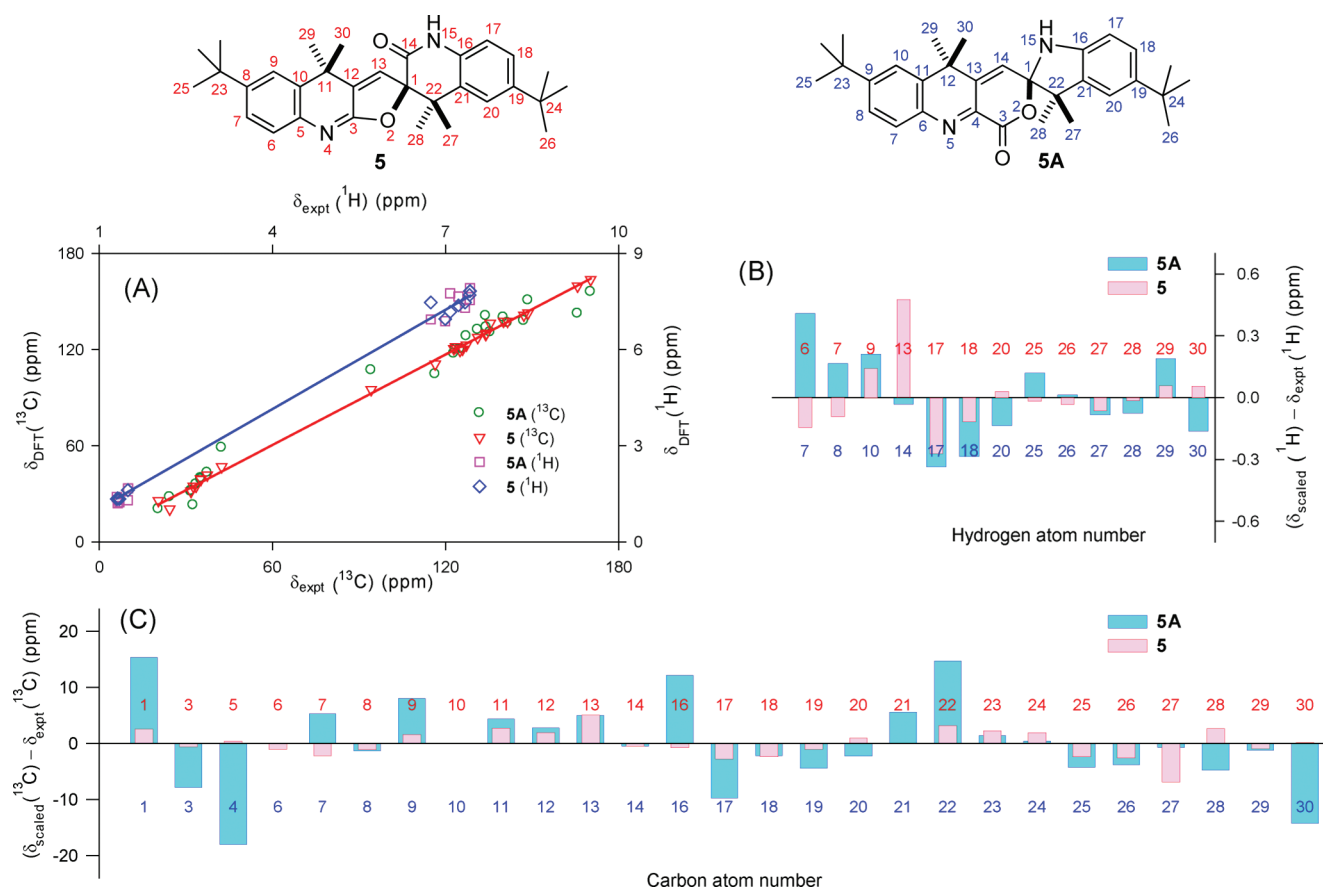 29 30 O H N 15 17
14 16 18
9 13
8 10 12 1
25 23 11 22 21 19
7 5 3 O 20 24
6 N 2 28 27 26
4
5
29 30 H N 15 16 17
10 14 18
9 11 13 1
25 23 12 22 21 19
8 6 4 3 O 2 20 24
7 N 28 27 26
5 O
5A
δexpt (¹H) (ppm)
1 4 7 10
(A)
180 9
120 6
60 3
0 0
0 60 120 180
δDFT(¹³C) (ppm)
δDFT(¹H) (ppm)
5A (¹³C)
5 (¹³C)
5A (¹H)
5 (¹H)
δexpt (¹³C) (ppm)
(B)
5A
5
0.6
0.3
0.0
-0.3
-0.6
6 7 9 13 17 18 20 25 26 27 28 29 30
7 8 10 14 17 18 20 25 26 27 28 29 30
Hydrogen atom number
(δscaled(¹H) − δexpt(¹H) (ppm)
(C)
5A
5
20
10
0
-10
-20
1 3 5 6 7 8 9 10 11 12 13 14 16 17 18 19 20 21 22 23 24 25 26 27 28 29 30
1 3 4 6 7 8 9 10 11 12 13 14 16 17 18 19 20 21 22 23 24 25 26 27 28 29 30
Carbon atom number
(δscaled(¹³C) − δexpt(¹³C) (ppm)